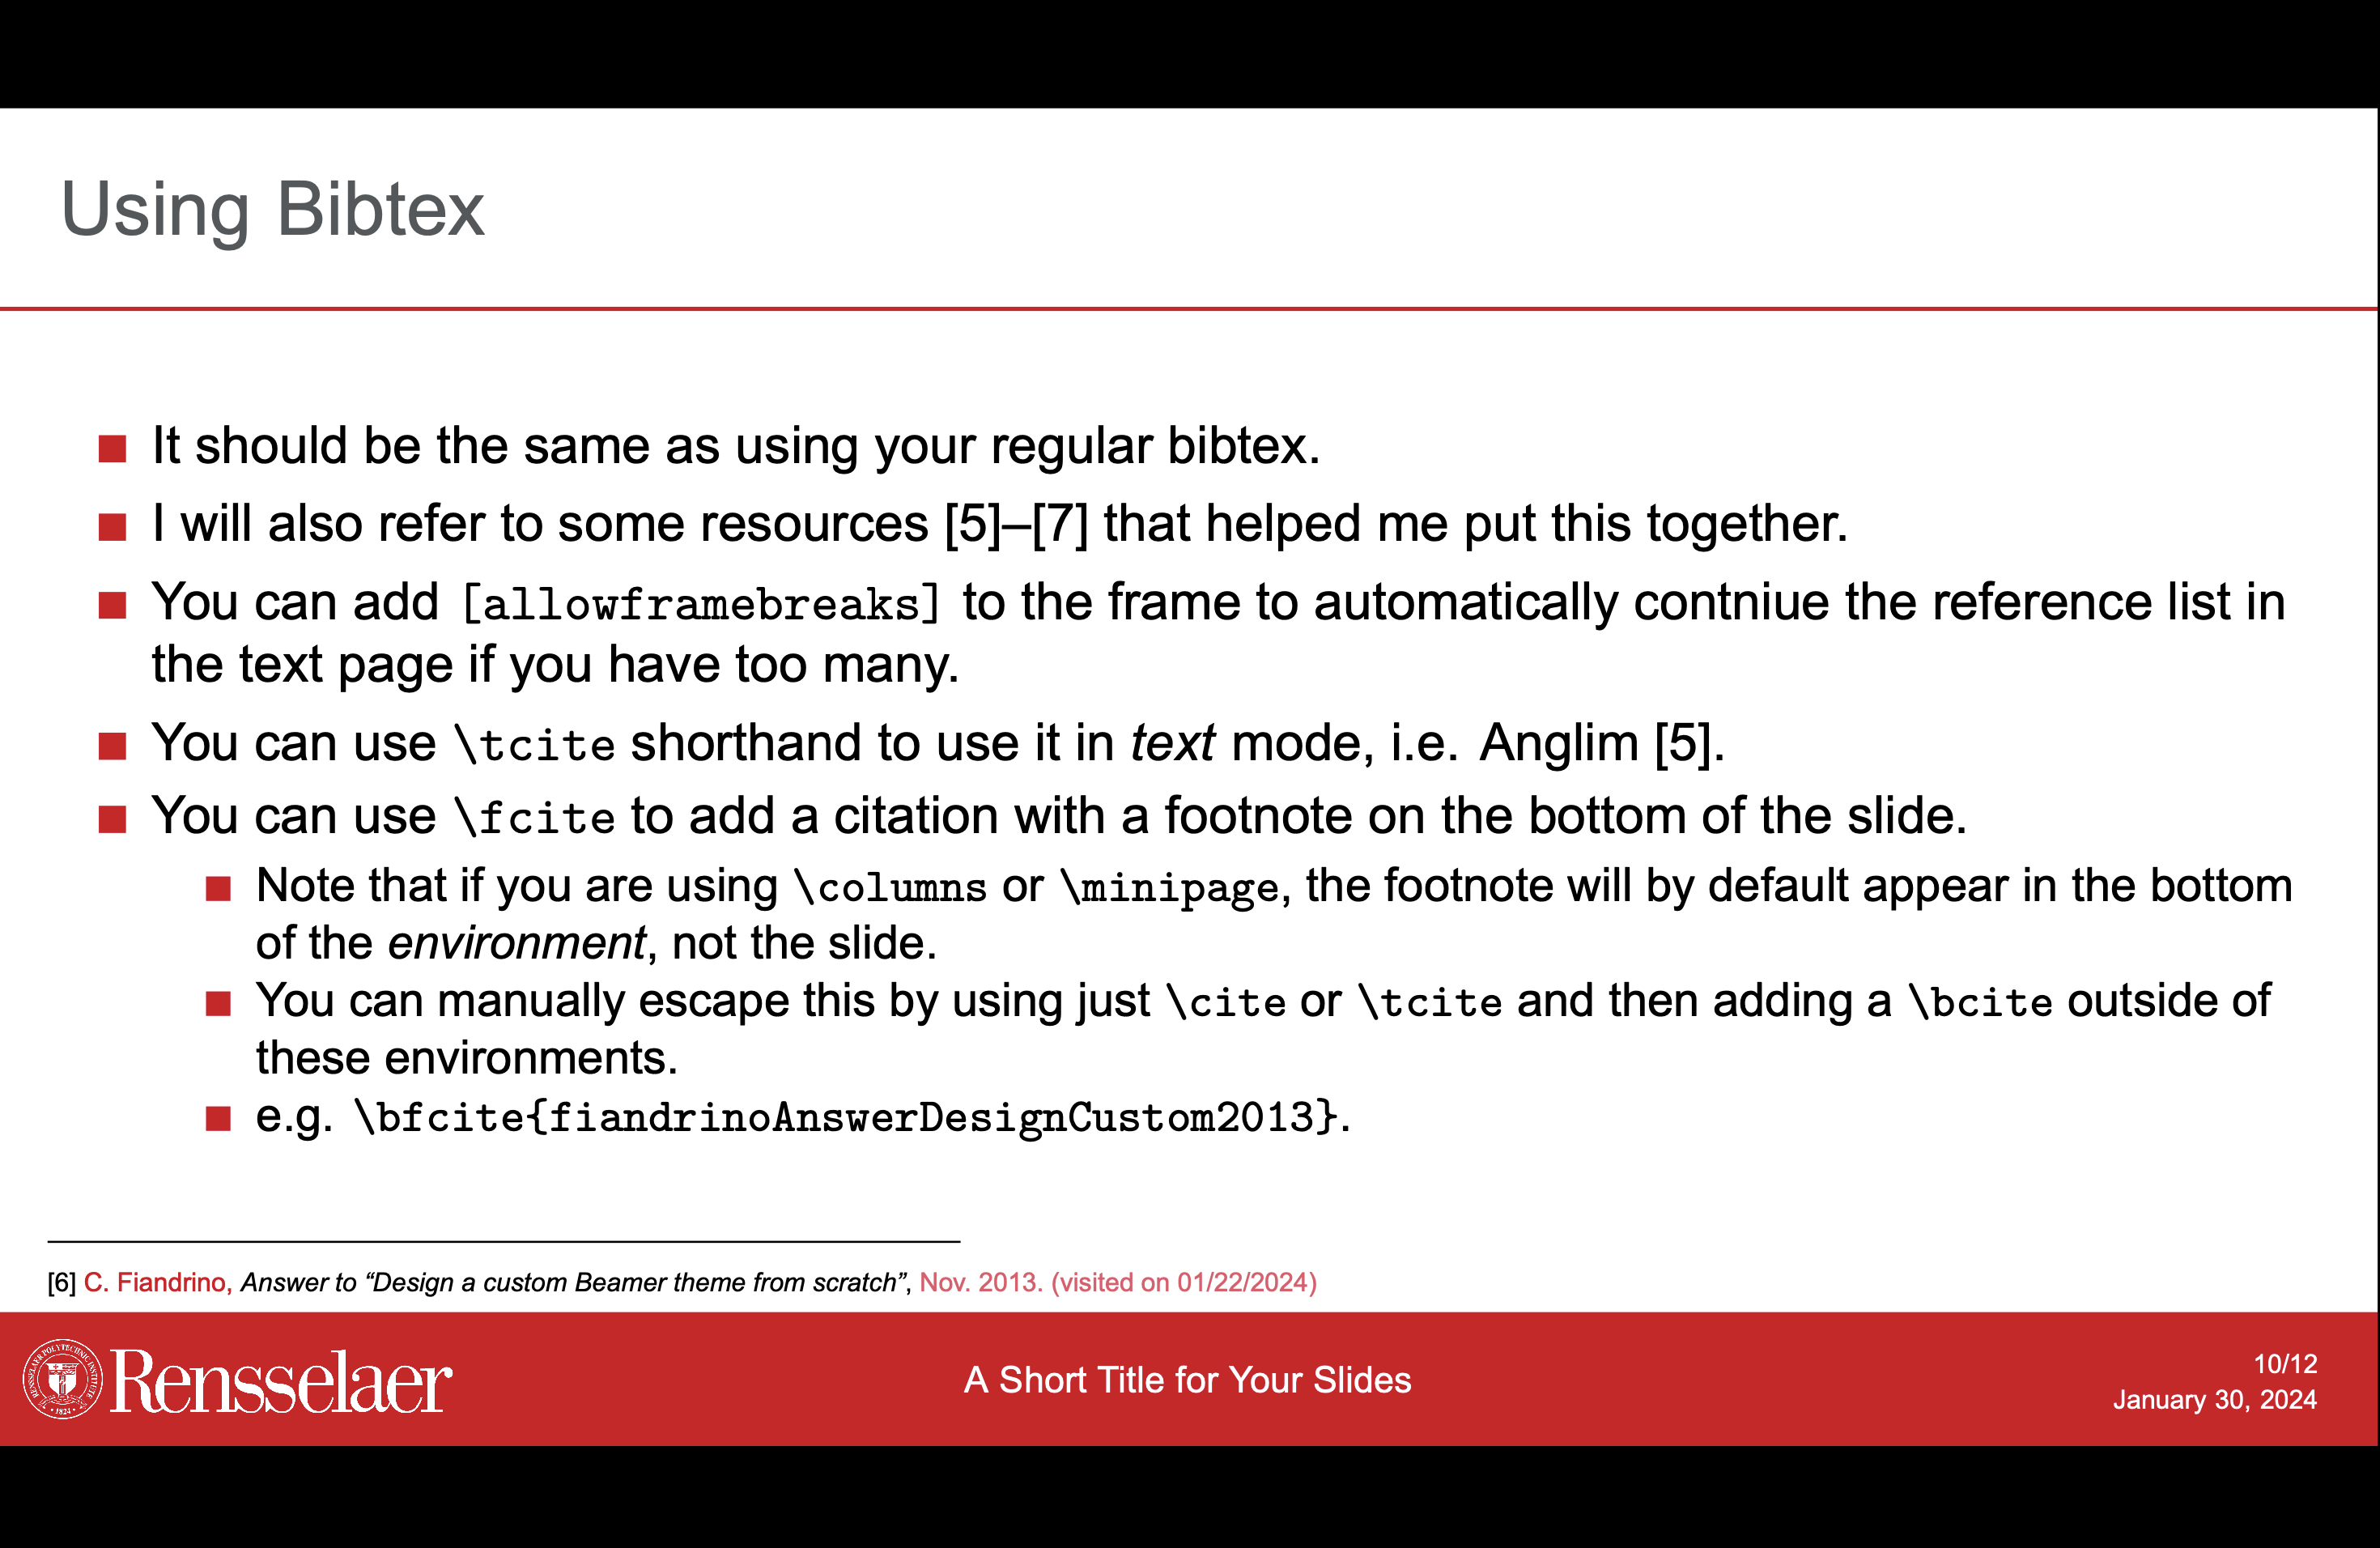 Using Bibtex
It should be the same as using your regular bibtex.
I will also refer to some resources [5]–[7] that helped me put this together.
You can add [allowframebreaks] to the frame to automatically contniue the reference list in
the text page if you have too many.
You can use \tcite shorthand to use it in text mode, i.e. Anglim [5].
You can use \fcite to add a citation with a footnote on the bottom of the slide.
Note that if you are using \columns or \minipage, the footnote will by default appear in the bottom
of the environment, not the slide.
You can manually escape this by using just \cite or \tcite and then adding a \bcite outside of
these environments.
e.g. \bfcite{fiandrinoAnswerDesignCustom2013}.
[6] C. Fiandrino, Answer to “Design a custom Beamer theme from scratch”, Nov. 2013. (visited on 01/22/2024)
RENSSELAER POLYTECHNIC INSTITUTE
1824
Rensselaer
A Short Title for Your Slides
10/12
January 30, 2024